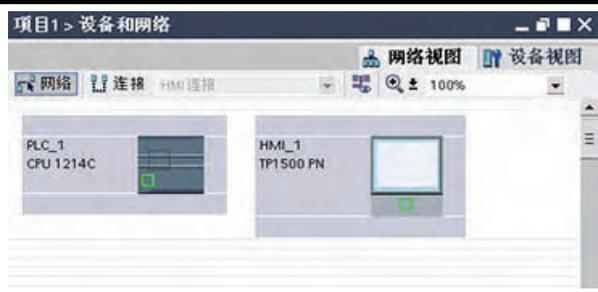 项目1 > 设备和网络
网络视图 设备视图
网络 连接 HMI连接 100%
PLC_1
CPU 1214C
HMI_1
TP1500 PN